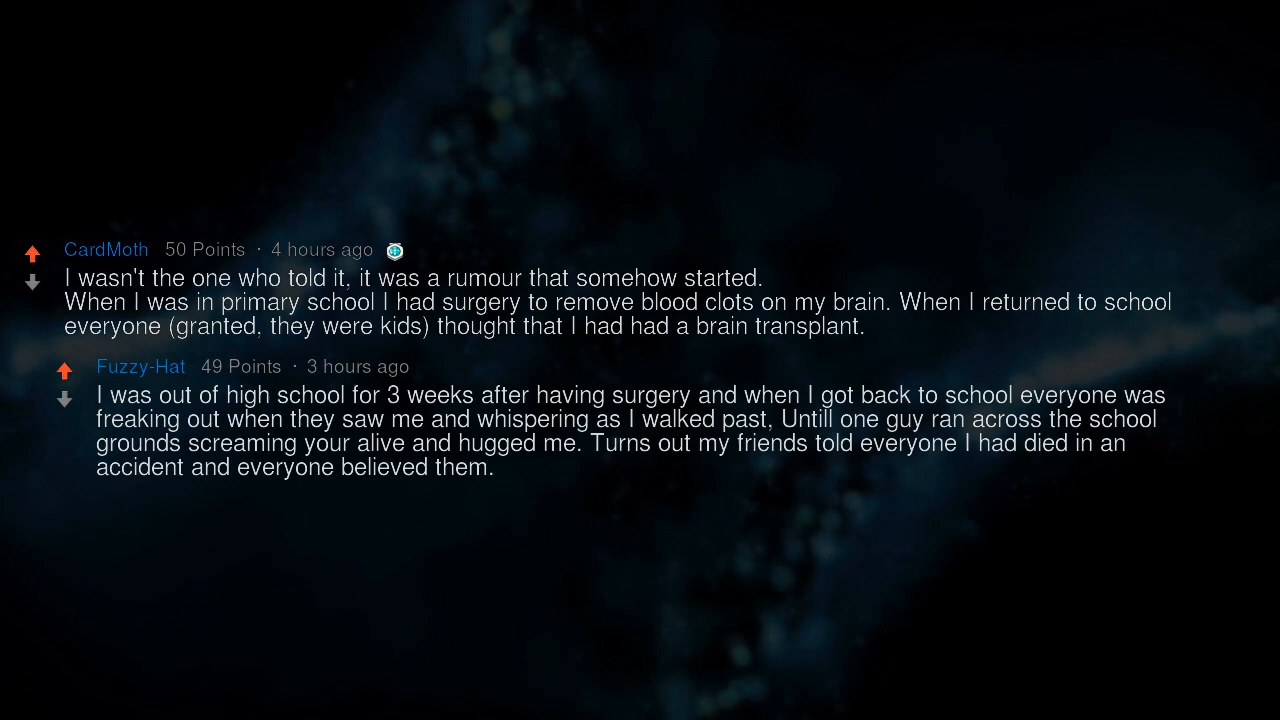 CardMoth 50 Points · 4 hours ago
I wasn't the one who told it, it was a rumour that somehow started.
When I was in primary school I had surgery to remove blood clots on my brain. When I returned to school
everyone (granted, they were kids) thought that I had had a brain transplant.
Fuzzy-Hat 49 Points · 3 hours ago
I was out of high school for 3 weeks after having surgery and when I got back to school everyone was
freaking out when they saw me and whispering as I walked past, Untill one guy ran across the school
grounds screaming your alive and hugged me. Turns out my friends told everyone I had died in an
accident and everyone believed them.